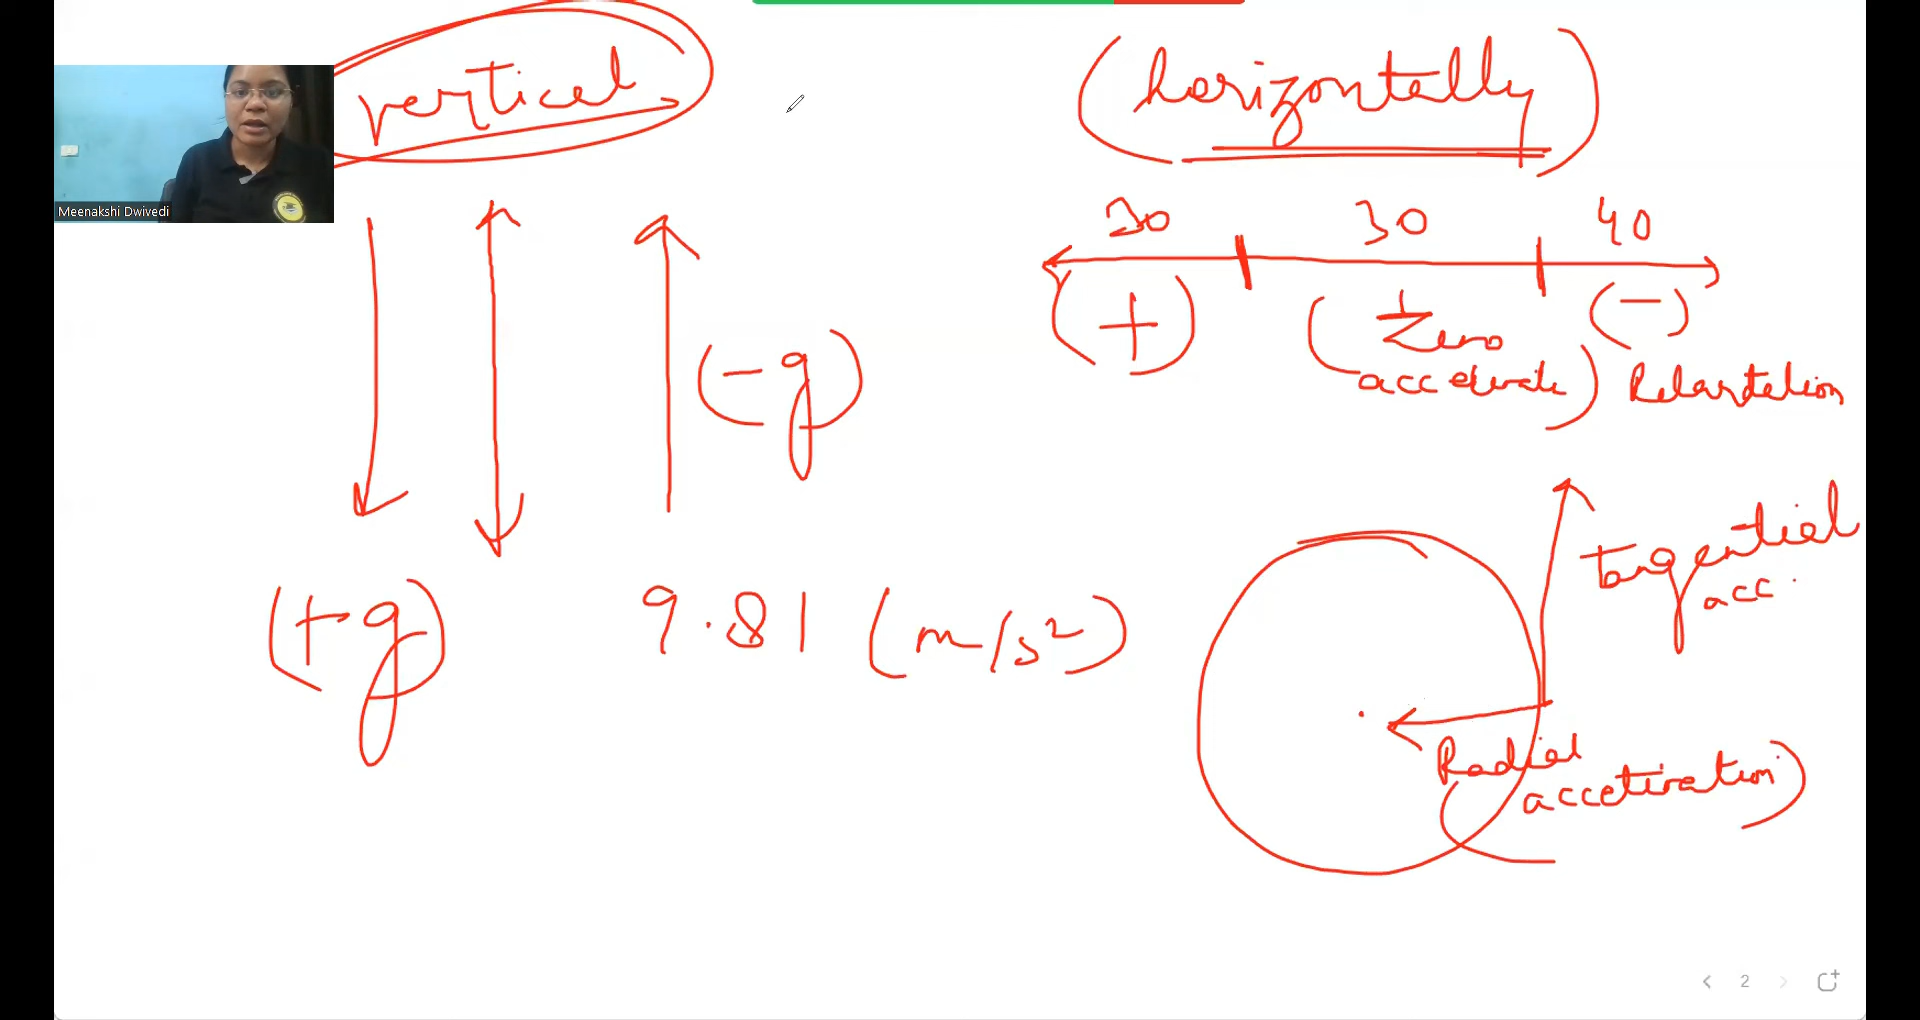 vertical
(horizontally)
Meenakshi Dwivedi
30 30 40
(+) (Zero (-)
accelerate) Retardation
(-g)
tangential
acc.
(+g) 9.81 (m/s²)
Radial
acceleration)
2